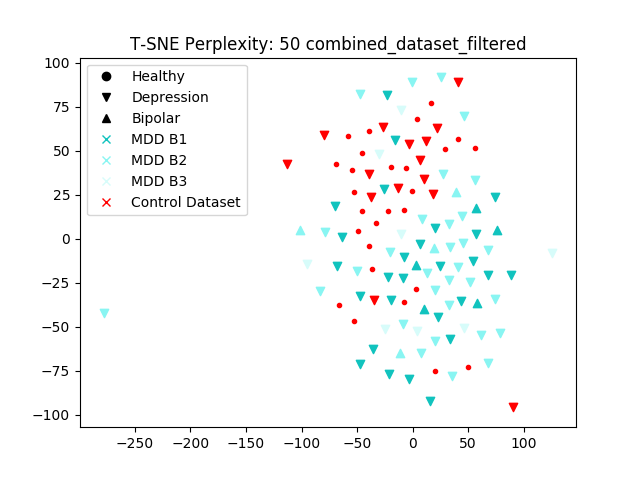 T-SNE Perplexity: 50 combined_dataset_filtered
100
75
50
25
0
−25
−50
−75
−100
Healthy
Depression
Bipolar
MDD B1
MDD B2
MDD B3
Control Dataset
−250 −200 −150 −100 −50 0 50 100